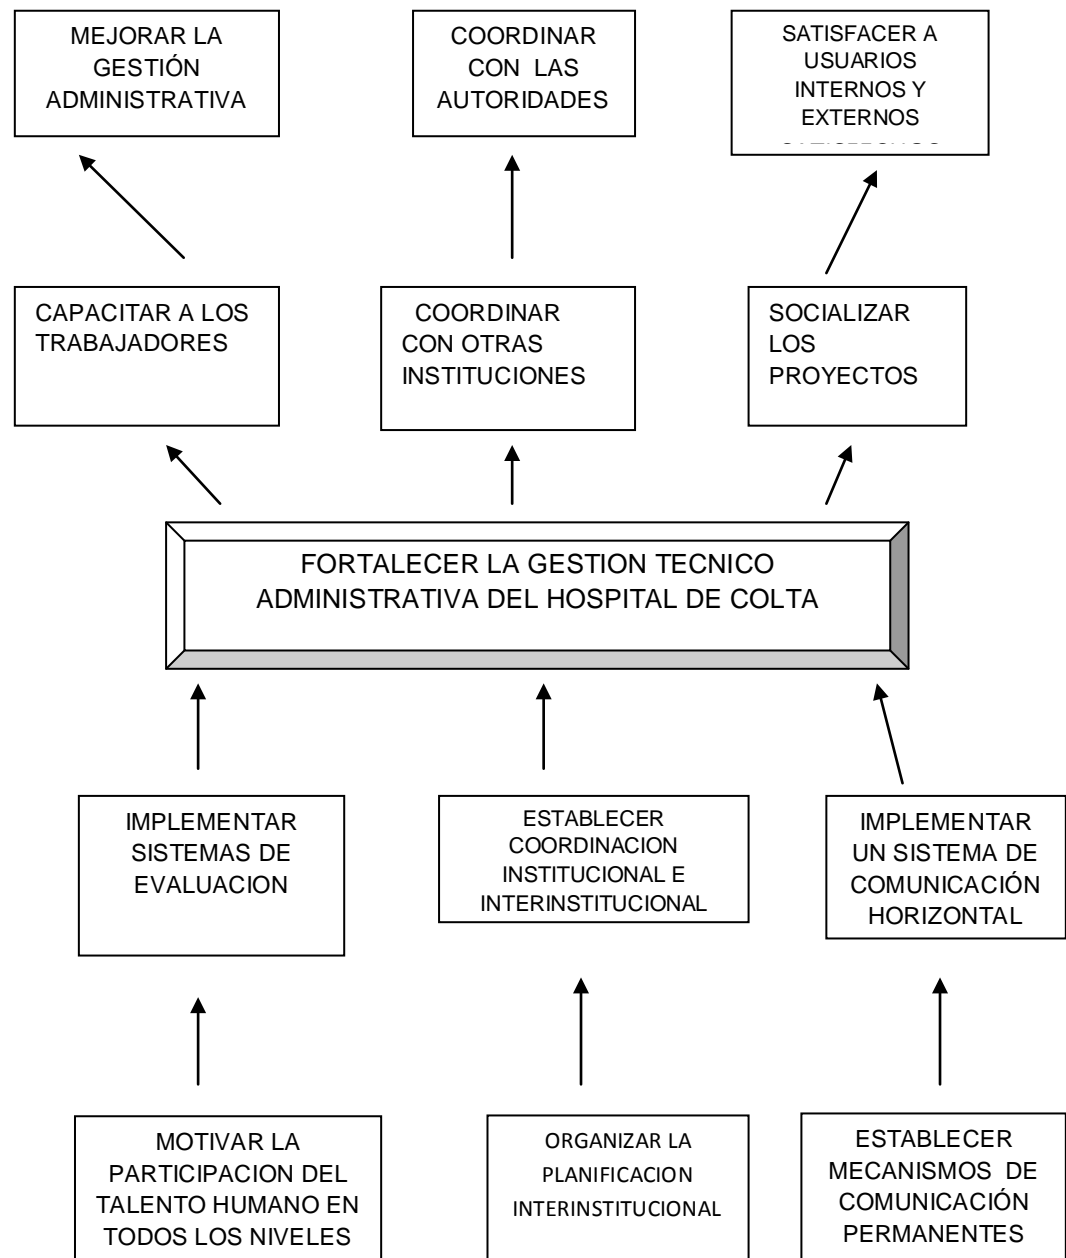 MEJORAR LA
GESTIÓN
ADMINISTRATIVA
COORDINAR
CON LAS
AUTORIDADES
SATISFACER A
USUARIOS
INTERNOS Y
EXTERNOS
CAPACITAR A LOS
TRABAJADORES
COORDINAR
CON OTRAS
INSTITUCIONES
SOCIALIZAR
LOS
PROYECTOS
FORTALECER LA GESTION TECNICO
ADMINISTRATIVA DEL HOSPITAL DE COLTA
IMPLEMENTAR
SISTEMAS DE
EVALUACION
ESTABLECER
COORDINACION
INSTITUCIONAL E
INTERINSTITUCIONAL
IMPLEMENTAR
UN SISTEMA DE
COMUNICACIÓN
HORIZONTAL
MOTIVAR LA
PARTICIPACION DEL
TALENTO HUMANO EN
TODOS LOS NIVELES
ORGANIZAR LA
PLANIFICACION
INTERINSTITUCIONAL
ESTABLECER
MECANISMOS DE
COMUNICACIÓN
PERMANENTES